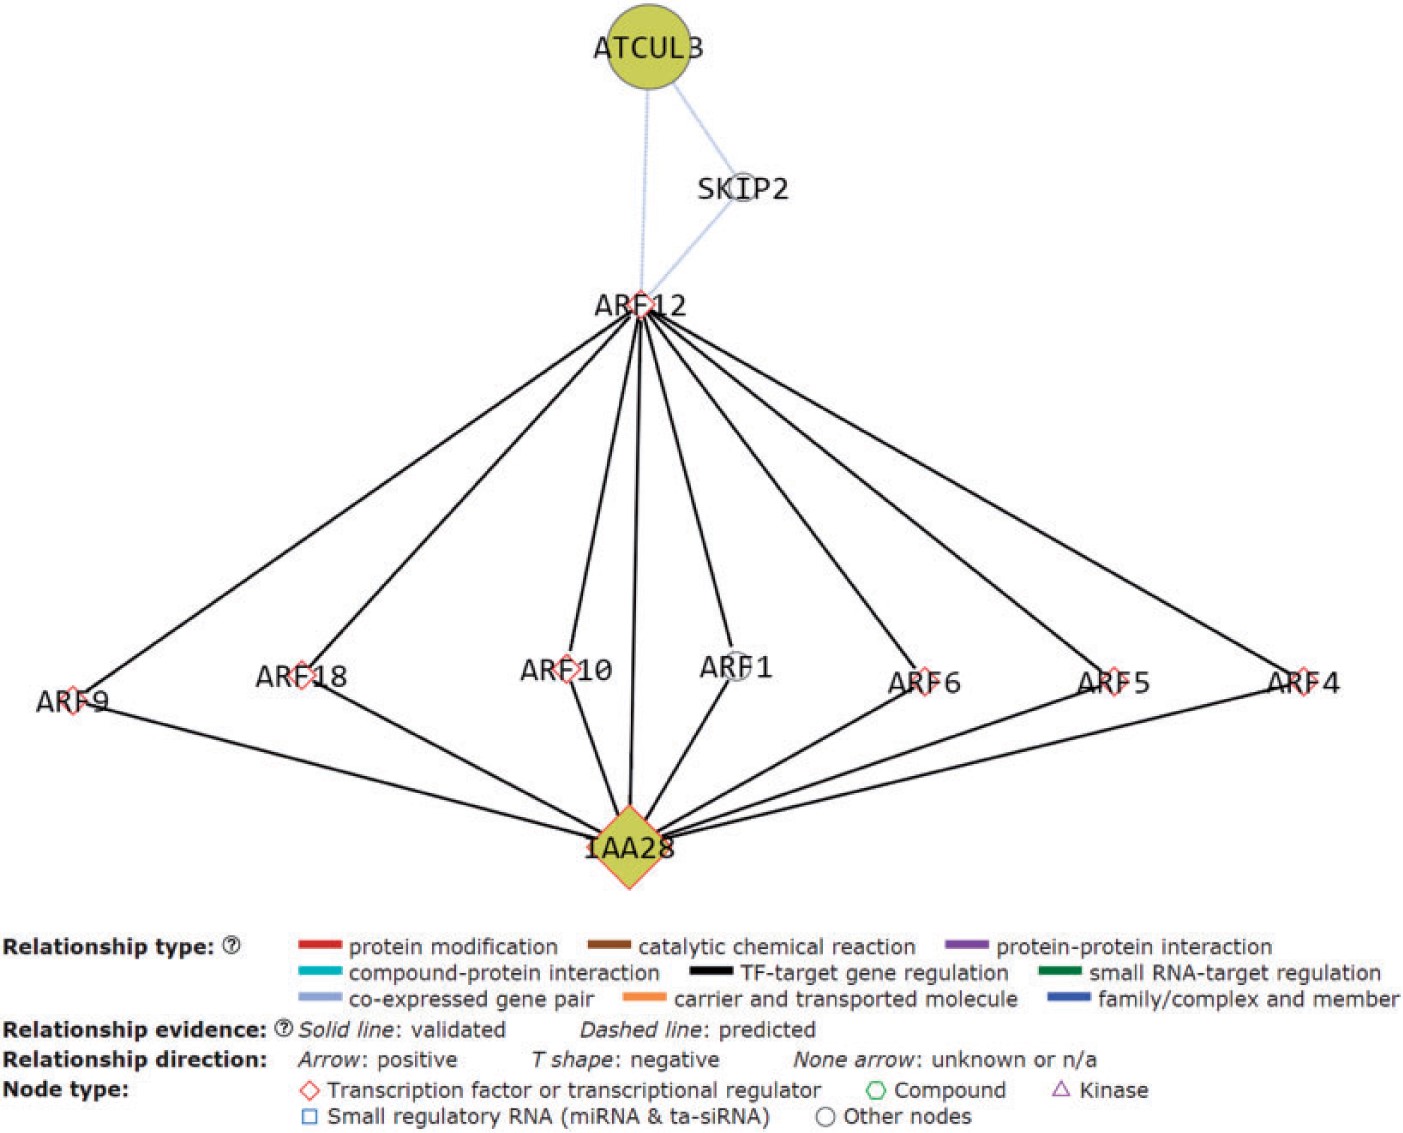 ATCUL3
SKIP2
ARF12
ARF9
ARF18
ARF10
ARF1
ARF6
ARF5
ARF4
IAA28
Relationship type: ? protein modification catalytic chemical reaction protein-protein interaction
compound-protein interaction TF-target gene regulation small RNA-target regulation
co-expressed gene pair carrier and transported molecule family/complex and member
Relationship evidence: ? Solid line: validated Dashed line: predicted
Relationship direction: Arrow: positive T shape: negative None arrow: unknown or n/a
Node type: Transcription factor or transcriptional regulator Compound Kinase
Small regulatory RNA (miRNA & ta-siRNA) Other nodes